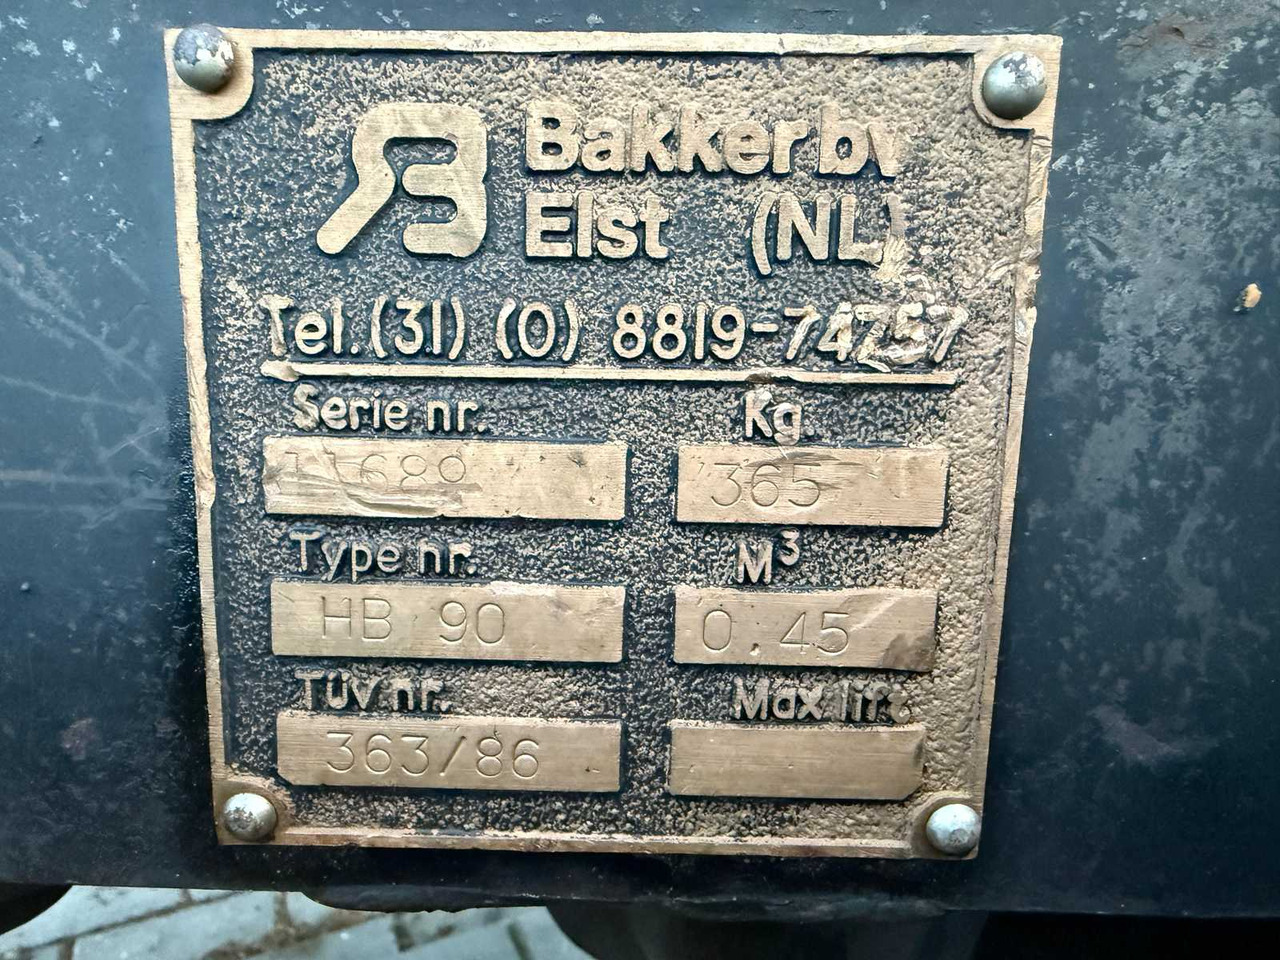 Bakker bv
Elst (NL)
Tel. (31) (0) 8819-74257
Serie nr. Kg.
11689 365
Type nr. M³
HB 90 0.45
Tüv.nr. Max lift
363/86